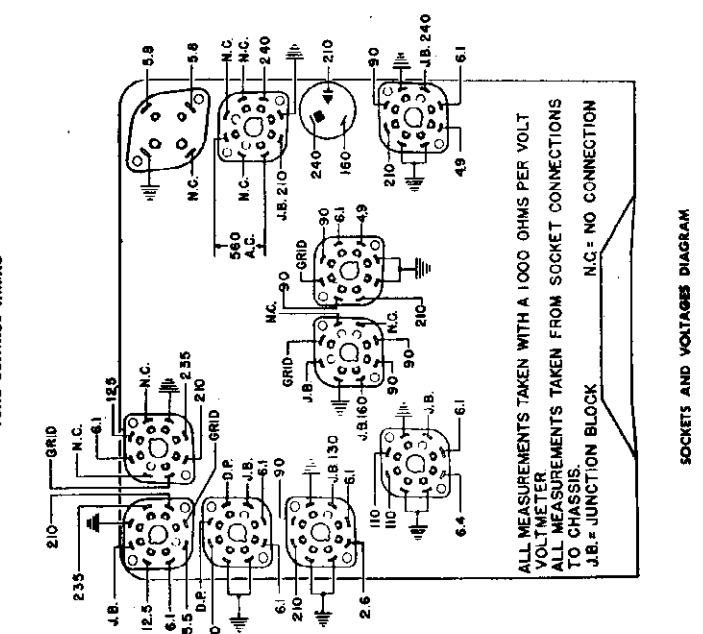 5.8
5.8
N.C.
N.C.
240
N.C.
N.C.
J.B. 210
560
A.C.
210
240
160
90
J.B. 240
6.1
210
4.9
GRID
90
6.1
4.9
90
N.C.
210
GRID
J.B.
N.C.
90
90
J.B. 160
GRID
N.C.
6.1
125
N.C.
235
210
GRID
210
235
J.B.
12.5
6.1
5.5
D.P.
D.P.
J.B.
6.1
6.1
90
J.B. 130
6.1
210
2.6
110
110
J.B.
6.1
6.4
ALL MEASUREMENTS TAKEN WITH A 1000 OHMS PER VOLT
VOLTMETER.
ALL MEASUREMENTS TAKEN FROM SOCKET CONNECTIONS
TO CHASSIS.
J.B. = JUNCTION BLOCK
N.C. = NO CONNECTION
SOCKETS AND VOLTAGES DIAGRAM